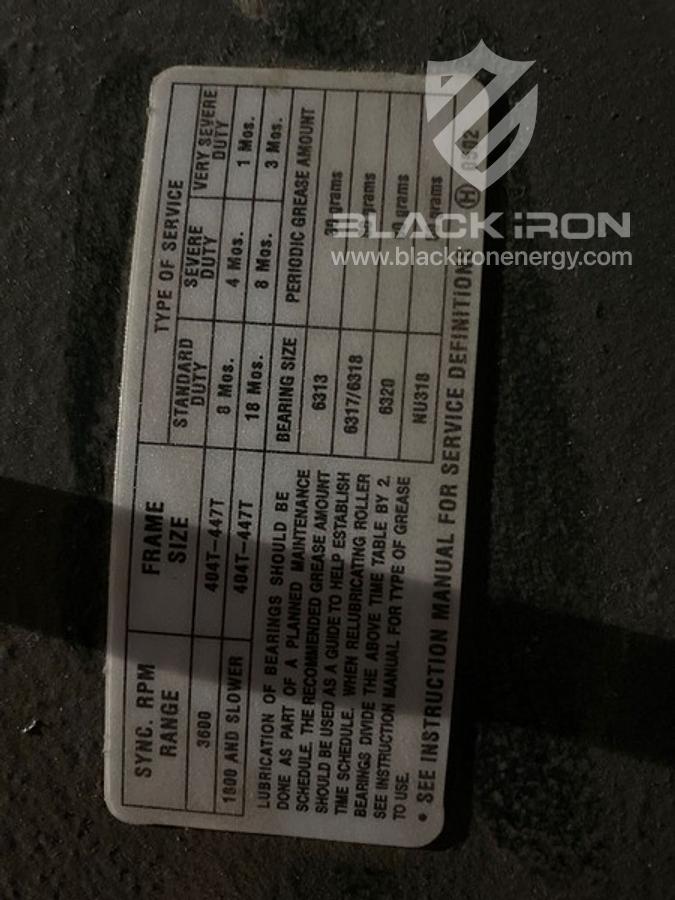 SYNC. RPM RANGE FRAME SIZE TYPE OF SERVICE
STANDARD DUTY SEVERE DUTY VERY SEVERE DUTY
3600 404T-447T 8 Mos. 4 Mos. 1 Mos.
1800 AND SLOWER 404T-447T 18 Mos. 8 Mos. 3 Mos.
LUBRICATION OF BEARINGS SHOULD BE
DONE AS PART OF A PLANNED MAINTENANCE
SCHEDULE. THE RECOMMENDED GREASE AMOUNT
SHOULD BE USED AS A GUIDE TO HELP ESTABLISH
TIME SCHEDULE. WHEN RELUBRICATING ROLLER
BEARINGS DIVIDE THE ABOVE TIME TABLE BY 2.
SEE INSTRUCTION MANUAL FOR TYPE OF GREASE
TO USE.
BEARING SIZE PERIODIC GREASE AMOUNT
6313 30 grams
6317/6318 grams
6320 grams
NU318 grams
• SEE INSTRUCTION MANUAL FOR SERVICE DEFINITIONS H
BLACK iRON
www.blackironenergy.com